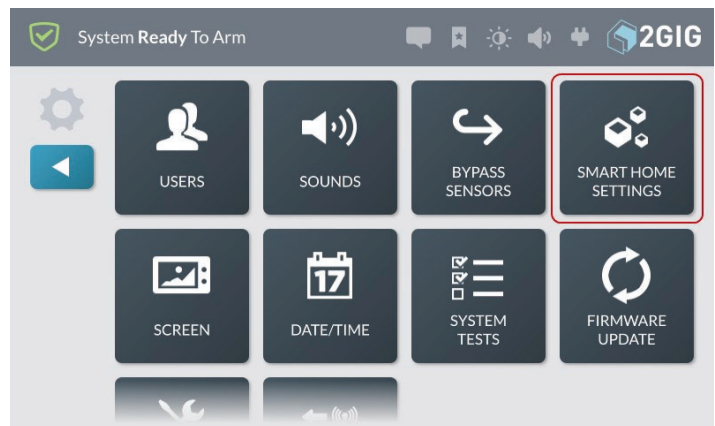 System Ready To Arm
2GIG
USERS
SOUNDS
BYPASS
SENSORS
SMART HOME
SETTINGS
SCREEN
17
DATE/TIME
SYSTEM
TESTS
FIRMWARE
UPDATE